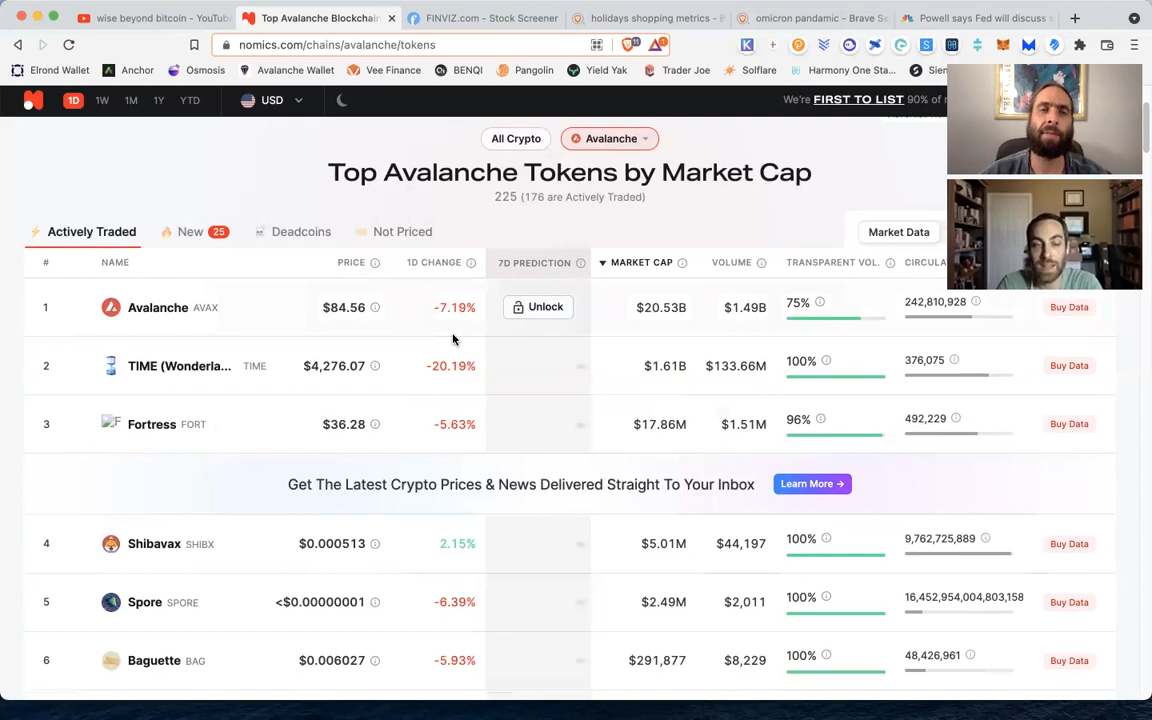 wise beyond bitcoin - YouTube
Top Avalanche Blockchain
FINVIZ.com - Stock Screener
holidays shopping metrics - B
omicron pandemic - Brave Se
Powell says Fed will discuss s
nomics.com/chains/avalanche/tokens
Elrond Wallet
Anchor
Osmosis
Avalanche Wallet
Vee Finance
BENQI
Pangolin
Yield Yak
Trader Joe
Solflare
Harmony One Sta...
Sien
1D 1W 1M 1Y YTD USD
We're FIRST TO LIST 90% of
All Crypto Avalanche
Top Avalanche Tokens by Market Cap
225 (176 are Actively Traded)
Actively Traded New 25 Deadcoins Not Priced Market Data
# NAME PRICE 1D CHANGE 7D PREDICTION MARKET CAP VOLUME TRANSPARENT VOL. CIRCULA
1 Avalanche AVAX $84.56 -7.19% Unlock $20.53B $1.49B 75% 242,810,928 Buy Data
2 TIME (Wonderla... TIME $4,276.07 -20.19% $1.61B $133.66M 100% 376,075 Buy Data
3 Fortress FORT $36.28 -5.63% $17.86M $1.51M 96% 492,229 Buy Data
Get The Latest Crypto Prices & News Delivered Straight To Your Inbox Learn More →
4 Shibavax SHIBX $0.000513 2.15% $5.01M $44,197 100% 9,762,725,889 Buy Data
5 Spore SPORE <$0.00000001 -6.39% $2.49M $2,011 100% 16,452,954,004,803,158 Buy Data
6 Baguette BAG $0.006027 -5.93% $291,877 $8,229 100% 48,426,961 Buy Data